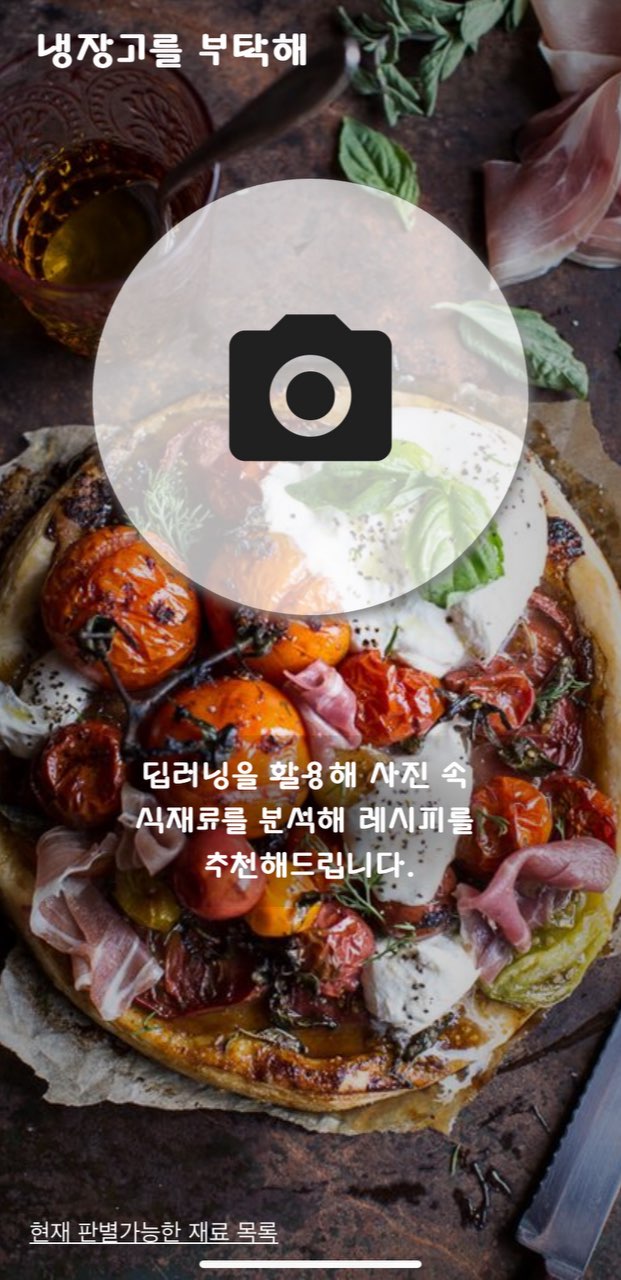 냉장고를 부탁해
딥러닝을 활용해 사진 속
식재료를 분석해 레시피를
추천해드립니다.
현재 판별가능한 재료 목록